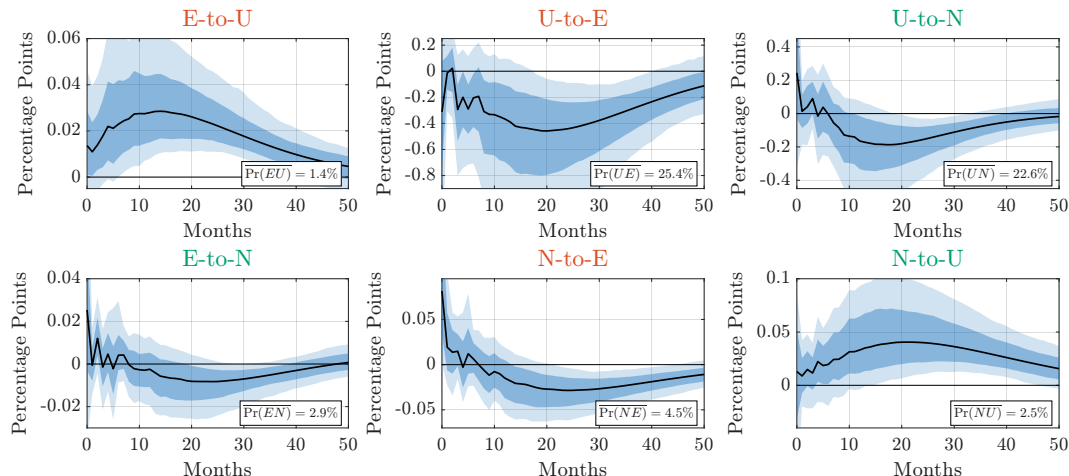 E-to-U
Percentage Points
0.06
0.04
0.02
0
Pr(EU) = 1.4%
0 10 20 30 40 50
Months
U-to-E
Percentage Points
0.2
0
-0.2
-0.4
-0.6
-0.8
Pr(UE) = 25.4%
0 10 20 30 40 50
Months
U-to-N
Percentage Points
0.4
0.2
0
-0.2
-0.4
Pr(UN) = 22.6%
0 10 20 30 40 50
Months
E-to-N
Percentage Points
0.04
0.02
0
-0.02
Pr(EN) = 2.9%
0 10 20 30 40 50
Months
N-to-E
Percentage Points
0.05
0
-0.05
Pr(NE) = 4.5%
0 10 20 30 40 50
Months
N-to-U
Percentage Points
0.1
0.05
0
Pr(NU) = 2.5%
0 10 20 30 40 50
Months